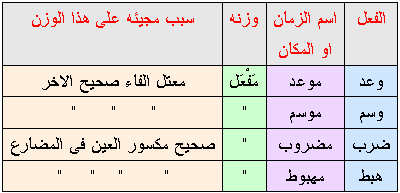 الفعل اسم الزمان او المكان وزنه سبب مجيئه على هذا الوزن
وعد موعد مَفْعَل معتل الفاء صحيح الاخر
وسم موسم " " " "
ضرب مضروب " صحيح مكسور العين فى المضارع
هبط مهبوط " " " " "